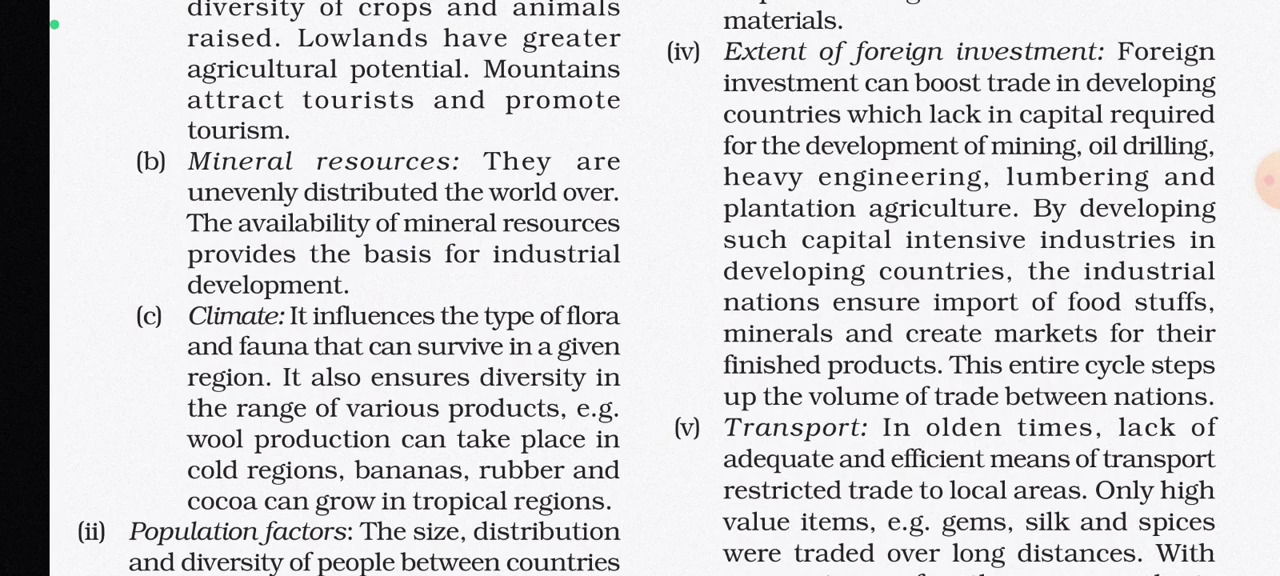 diversity of crops and animals
raised. Lowlands have greater
agricultural potential. Mountains
attract tourists and promote
tourism.
(b) Mineral resources: They are
unevenly distributed the world over.
The availability of mineral resources
provides the basis for industrial
development.
(c) Climate: It influences the type of flora
and fauna that can survive in a given
region. It also ensures diversity in
the range of various products, e.g.
wool production can take place in
cold regions, bananas, rubber and
cocoa can grow in tropical regions.
(ii) Population factors: The size, distribution
and diversity of people between countries
materials.
(iv) Extent of foreign investment: Foreign
investment can boost trade in developing
countries which lack in capital required
for the development of mining, oil drilling,
heavy engineering, lumbering and
plantation agriculture. By developing
such capital intensive industries in
developing countries, the industrial
nations ensure import of food stuffs,
minerals and create markets for their
finished products. This entire cycle steps
up the volume of trade between nations.
(v) Transport: In olden times, lack of
adequate and efficient means of transport
restricted trade to local areas. Only high
value items, e.g. gems, silk and spices
were traded over long distances. With